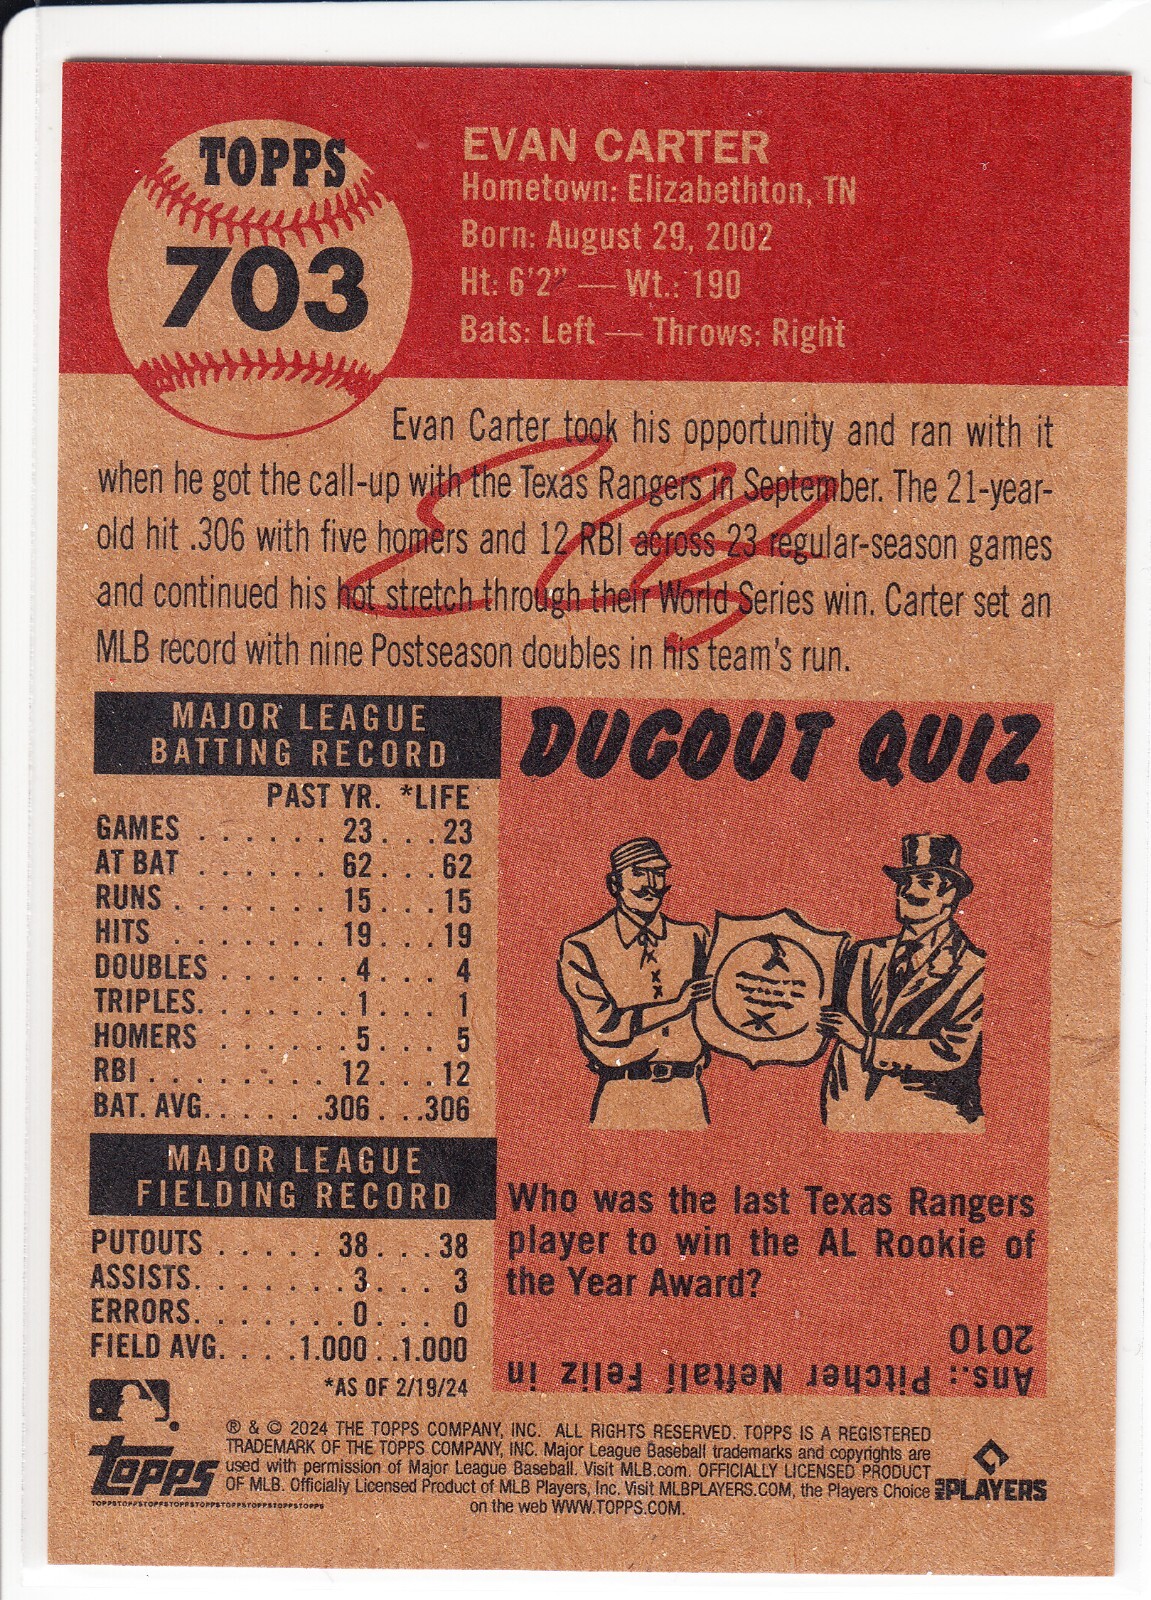 TOPPS
703
EVAN CARTER
Hometown: Elizabethton, TN
Born: August 29, 2002
Ht: 6'2" — Wt.: 190
Bats: Left — Throws: Right
Evan Carter took his opportunity and ran with it
when he got the call-up with the Texas Rangers in September. The 21-year-
old hit .306 with five homers and 12 RBI across 23 regular-season games
and continued his hot stretch through their World Series win. Carter set an
MLB record with nine Postseason doubles in his team's run.
MAJOR LEAGUE
BATTING RECORD
PAST YR. *LIFE
GAMES . . . . . . 23. . .23
AT BAT . . . . . . 62. . .62
RUNS . . . . . . . 15. . .15
HITS . . . . . . . 19. . .19
DOUBLES . . . . . .4. . . 4
TRIPLES. . . . . . .1. . . 1
HOMERS . . . . . .5. . . 5
RBI . . . . . . . . 12. . .12
BAT. AVG. . . . . .306. . .306
MAJOR LEAGUE
FIELDING RECORD
PUTOUTS . . . . . 38. . .38
ASSISTS. . . . . . .3. . . 3
ERRORS. . . . . . .0. . . 0
FIELD AVG. . . . .1.000 . .1.000
*AS OF 2/19/24
DUGOUT QUIZ
Who was the last Texas Rangers
player to win the AL Rookie of
the Year Award?
Ans.: Pitcher Neftali Feliz in
2010
topps
TOPPSTOPPSTOPPSTOPPSTOPPSTOPPSTOPPSTOPPS
® & © 2024 THE TOPPS COMPANY, INC. ALL RIGHTS RESERVED. TOPPS IS A REGISTERED
TRADEMARK OF THE TOPPS COMPANY, INC. Major League Baseball trademarks and copyrights are
used with permission of Major League Baseball. Visit MLB.com. OFFICIALLY LICENSED PRODUCT
OF MLB. Officially Licensed Product of MLB Players, Inc. Visit MLBPLAYERS.COM, the Players Choice
on the web WWW.TOPPS.COM.
MLB PLAYERS